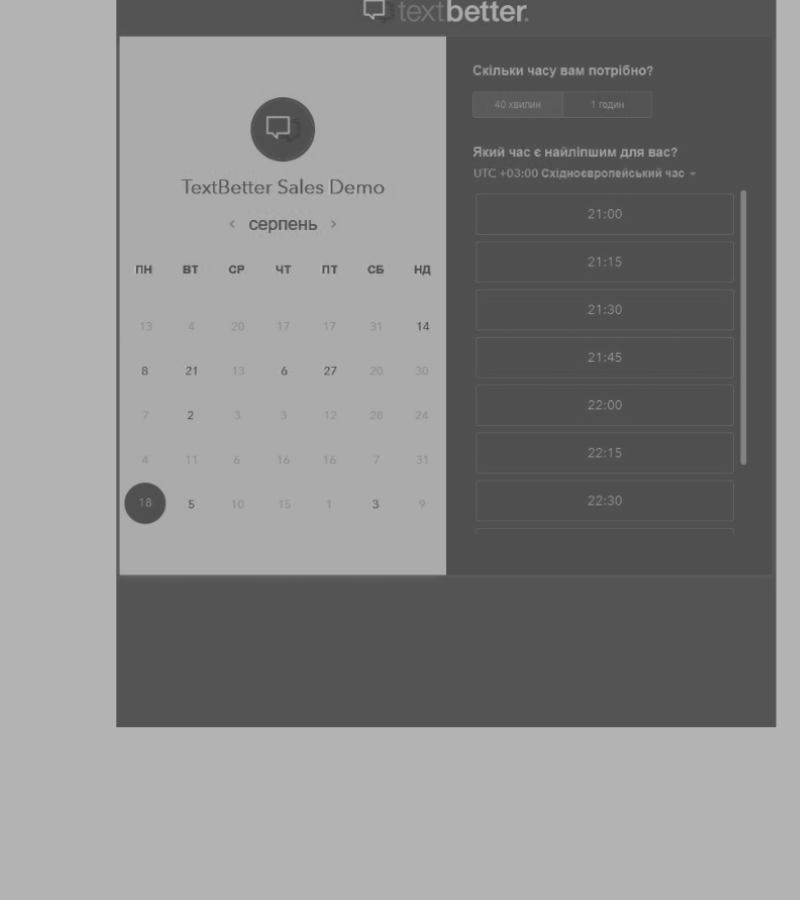 textbetter.
TextBetter Sales Demo
< серпень >
ПН ВТ СР ЧТ ПТ СБ НД
13 4 20 17 17 31 14
8 21 13 6 27 20 30
7 2 3 3 12 28 24
4 11 6 16 16 7 31
18 5 10 15 1 3 9
Скільки часу вам потрібно?
40 хвилин 1 годин
Який час є найліпшим для вас?
UTC +03:00 Східноєвропейський час
21:00
21:15
21:30
21:45
22:00
22:15
22:30